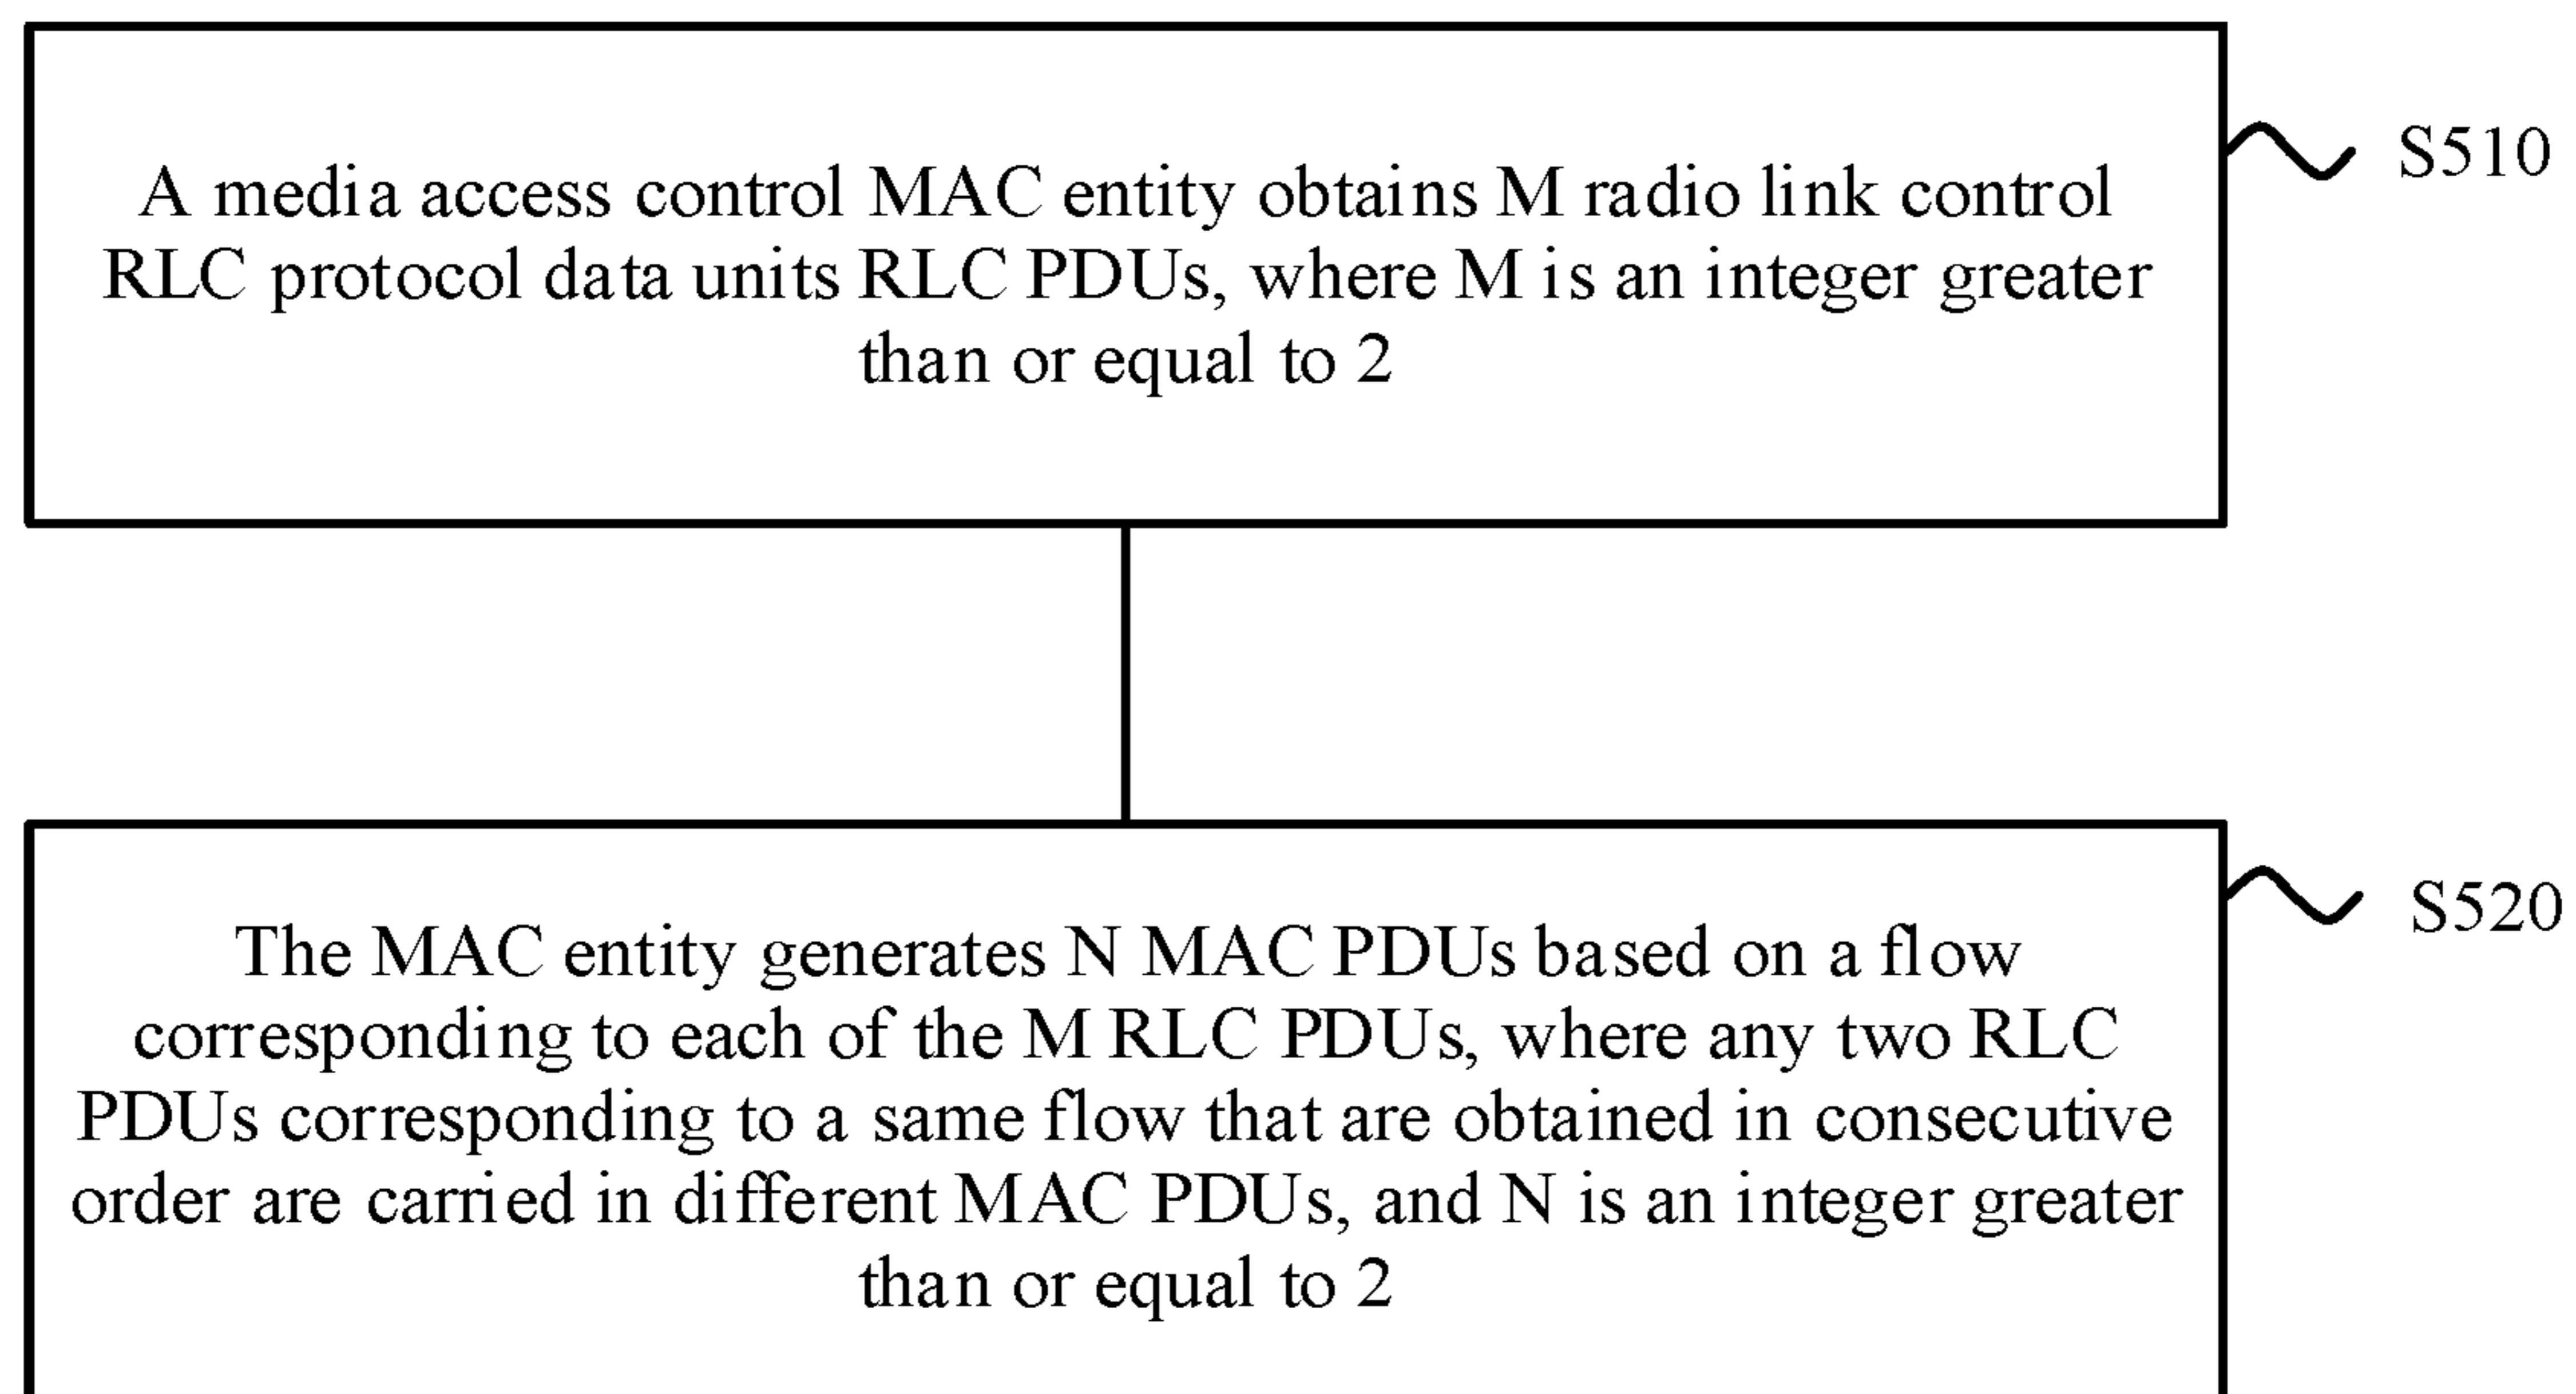 A media access control MAC entity obtains M radio link control
RLC protocol data units RLC PDUs, where M is an integer greater
than or equal to 2
S510
The MAC entity generates N MAC PDUs based on a flow
corresponding to each of the M RLC PDUs, where any two RLC
PDUs corresponding to a same flow that are obtained in consecutive
order are carried in different MAC PDUs, and N is an integer greater
than or equal to 2
S520